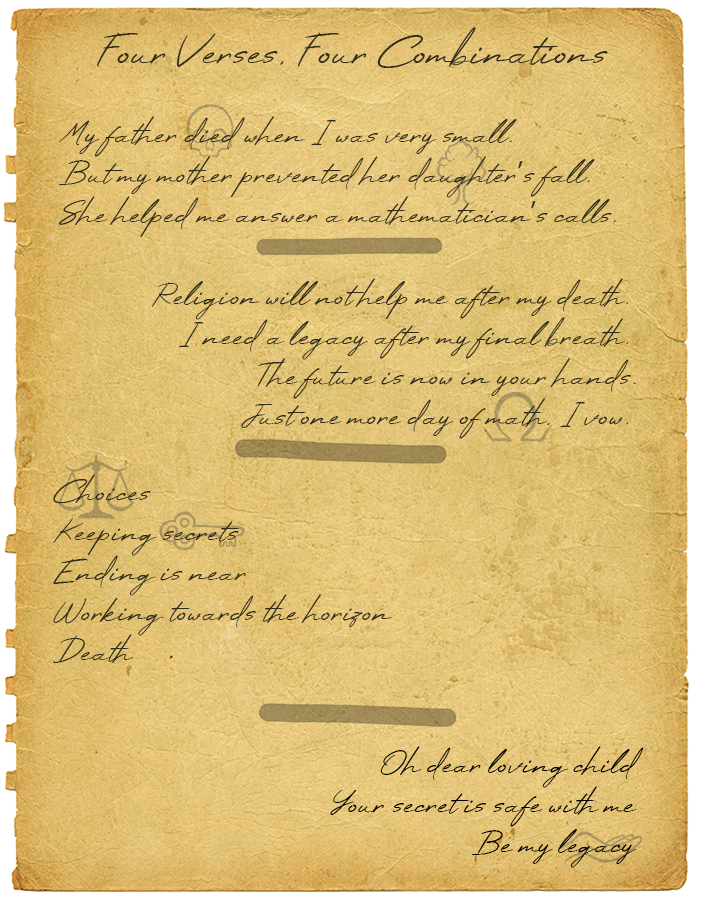 Four Verses. Four Combinations
My father died when I was very small.
But my mother prevented her daughter's fall.
She helped me answer a mathematician's calls.
Religion will not help me after my death.
I need a legacy after my final breath.
The future is now in your hands.
Just one more day of math, I vow.
Choices
Keeping secrets
Ending is near
Working towards the horizon
Death
Oh dear loving child
Your secret is safe with me
Be my legacy